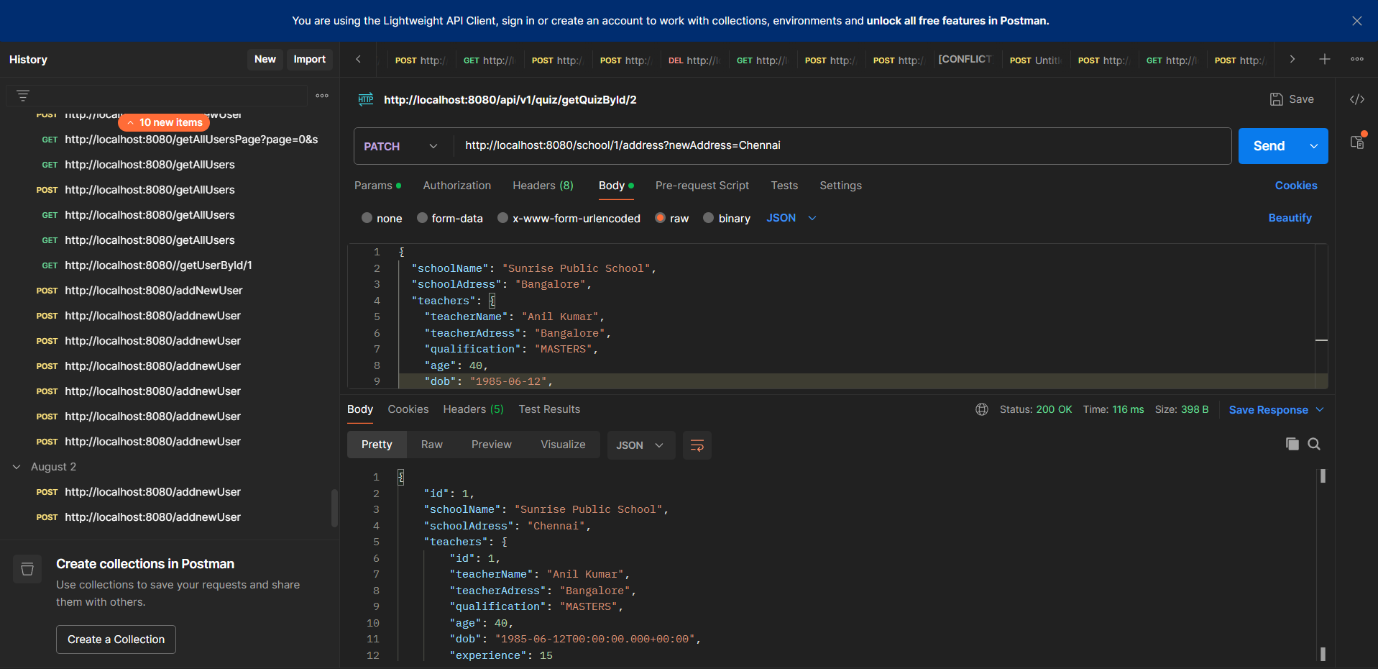 You are using the Lightweight API Client, sign in or create an account to work with collections, environments and unlock all free features in Postman.
History
New
Import
POST http:/
GET http://l
POST http:/
POST http:/
DEL http://l
GET http://l
POST http:/
POST http:/
[CONFLICT
POST Untitl
POST http:/
GET http://l
POST http:/
http://localhost:8080/api/v1/quiz/getQuizById/2
Save
10 new items
GET http://localhost:8080/getAllUsersPage?page=0&s
GET http://localhost:8080/getAllUsers
POST http://localhost:8080/getAllUsers
GET http://localhost:8080/getAllUsers
GET http://localhost:8080/getAllUsers
GET http://localhost:8080//getUserById/1
POST http://localhost:8080/addNewUser
POST http://localhost:8080/addnewUser
POST http://localhost:8080/addnewUser
POST http://localhost:8080/addnewUser
POST http://localhost:8080/addnewUser
POST http://localhost:8080/addnewUser
POST http://localhost:8080/addnewUser
August 2
POST http://localhost:8080/addnewUser
POST http://localhost:8080/addnewUser
Create collections in Postman
Use collections to save your requests and share
them with others.
Create a Collection
PATCH http://localhost:8080/school/1/address?newAddress=Chennai
Send
Params Authorization Headers (8) Body Pre-request Script Tests Settings
Cookies
none form-data x-www-form-urlencoded raw binary JSON
Beautify
1 {
2 "schoolName": "Sunrise Public School",
3 "schoolAdress": "Bangalore",
4 "teachers": {
5 "teacherName": "Anil Kumar",
6 "teacherAdress": "Bangalore",
7 "qualification": "MASTERS",
8 "age": 40,
9 "dob": "1985-06-12",
Body Cookies Headers (5) Test Results
Status: 200 OK Time: 116 ms Size: 398 B
Save Response
Pretty Raw Preview Visualize JSON
1 {
2 "id": 1,
3 "schoolName": "Sunrise Public School",
4 "schoolAdress": "Chennai",
5 "teachers": {
6 "id": 1,
7 "teacherName": "Anil Kumar",
8 "teacherAdress": "Bangalore",
9 "qualification": "MASTERS",
10 "age": 40,
11 "dob": "1985-06-12T00:00:00.000+00:00",
12 "experience": 15